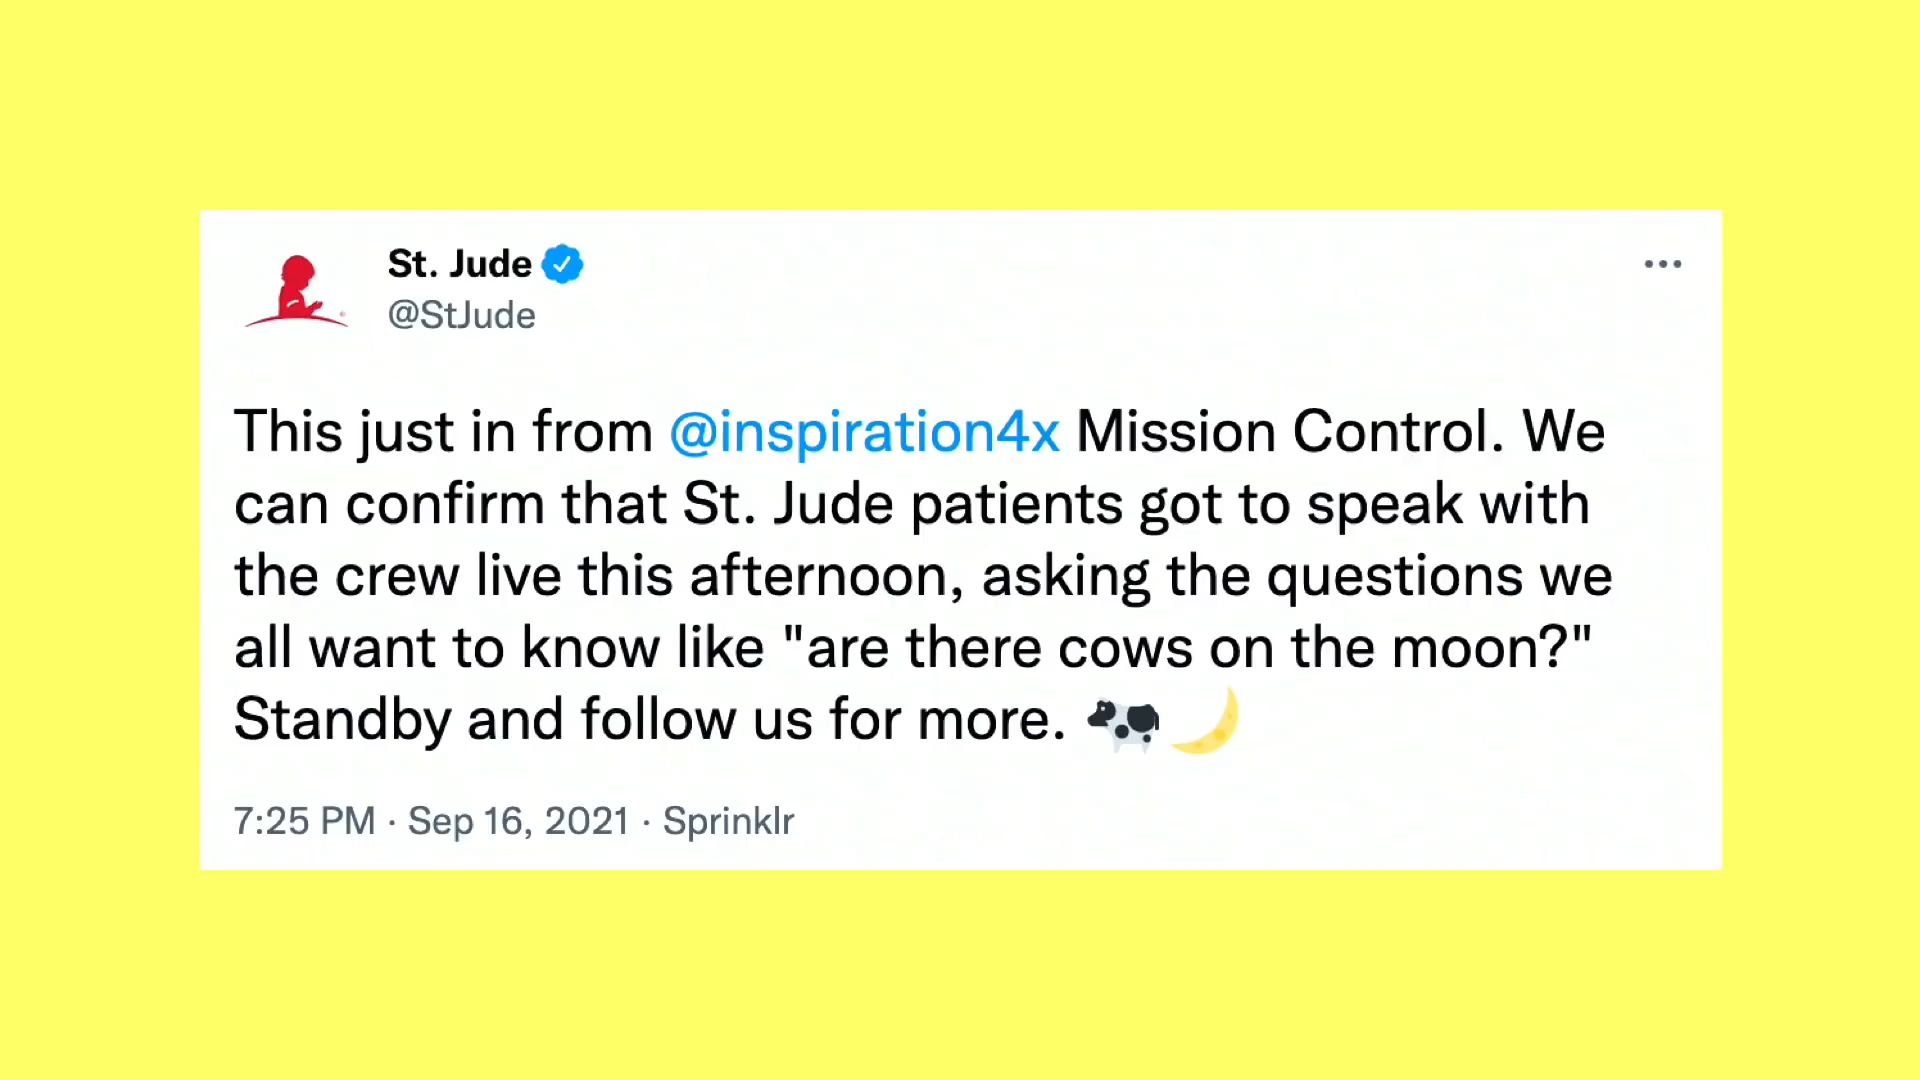 St. Jude
@StJude
This just in from @inspiration4x Mission Control. We
can confirm that St. Jude patients got to speak with
the crew live this afternoon, asking the questions we
all want to know like "are there cows on the moon?"
Standby and follow us for more. 🐄🌙
7:25 PM · Sep 16, 2021 · Sprinklr